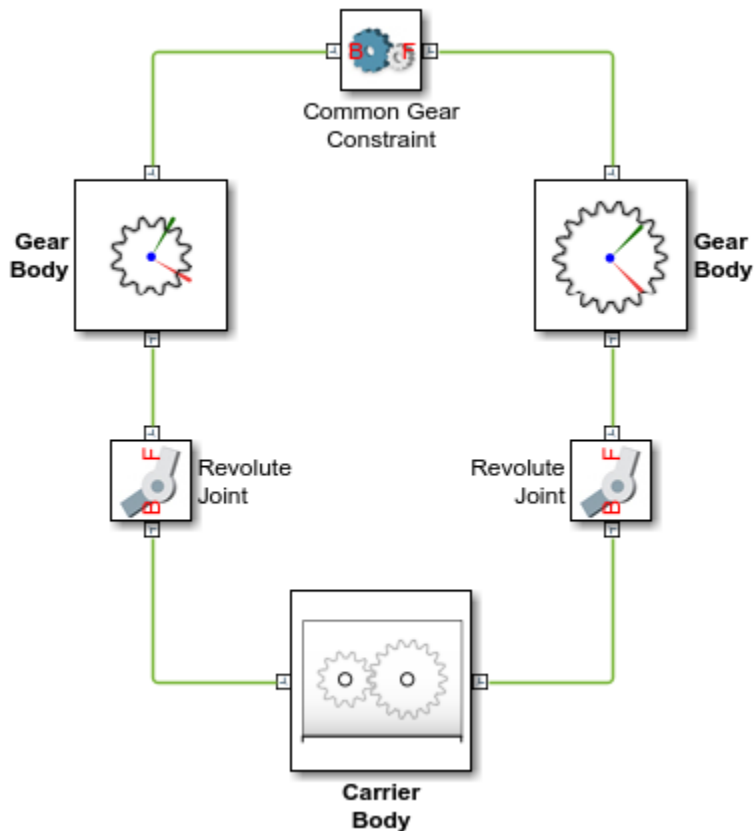 B F
Common Gear
Constraint
Gear
Body
Gear
Body
F
B
Revolute
Joint
Revolute
Joint
F
B
Carrier
Body